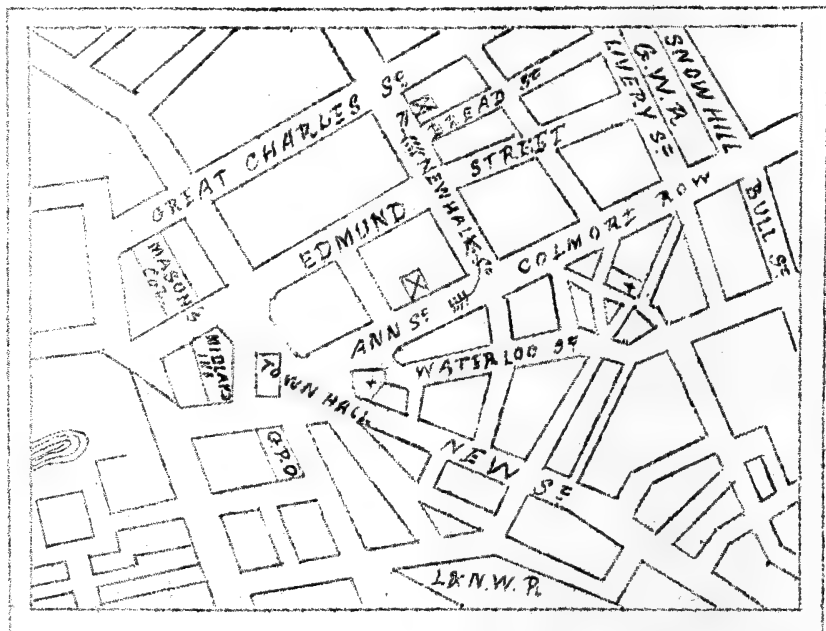 GREAT CHARLES St
READ St
LIVERY St
G.W.R
SNOW HILL
NEWHALL St
EDMUND STREET
COLMORE ROW
BULL St
MASON'S
COL
ANN St
MIDLAND
INS
TOWN HALL
WATERLOO St
G.P.O
NEW St
L&N.W.R